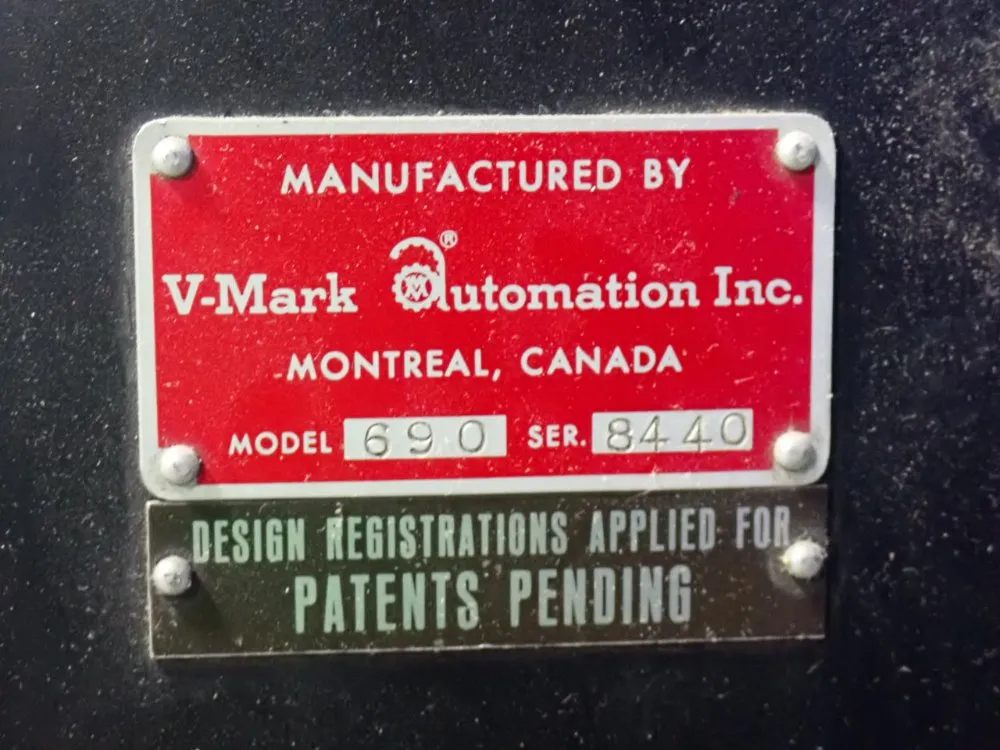 MANUFACTURED BY
V-Mark Automation® Inc.
MONTREAL, CANADA
MODEL 690 SER. 8440
DESIGN REGISTRATIONS APPLIED FOR
PATENTS PENDING